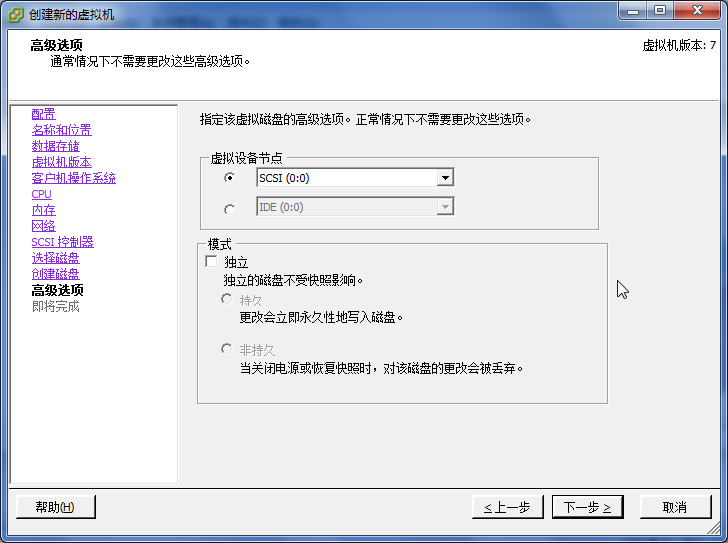 创建新的虚拟机
高级选项
通常情况下不需要更改这些高级选项。
虚拟机版本: 7
配置
名称和位置
数据存储
虚拟机版本
客户机操作系统
CPU
内存
网络
SCSI 控制器
选择磁盘
创建磁盘
高级选项
即将完成
指定该虚拟磁盘的高级选项。正常情况下不需要更改这些选项。
虚拟设备节点
SCSI (0:0)
IDE (0:0)
模式
独立
独立的磁盘不受快照影响。
持久
更改会立即永久性地写入磁盘。
非持久
当关闭电源或恢复快照时，对该磁盘的更改会被丢弃。
帮助(H)
< 上一步
下一步 >
取消